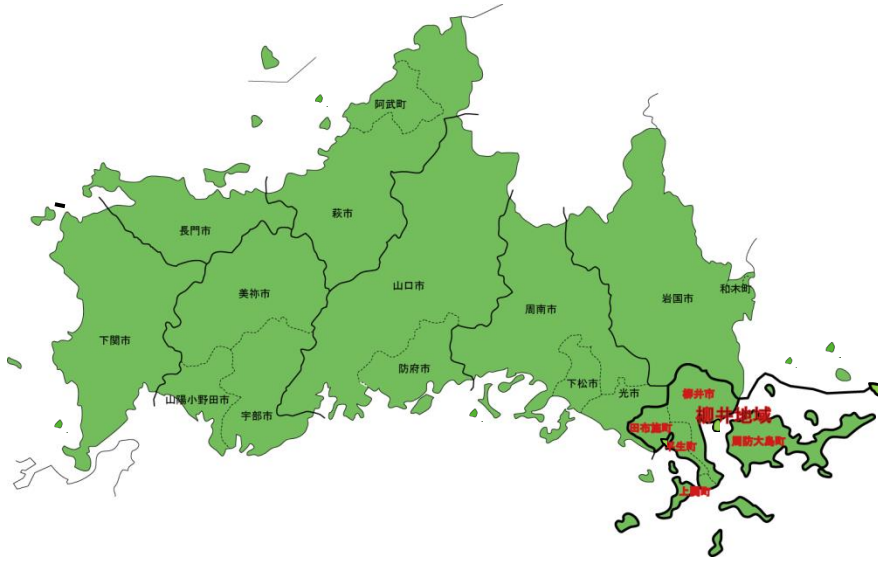 阿武町
萩市
長門市
美祢市
山口市
岩国市
和木町
周南市
下関市
防府市
下松市
光市
柳井市
山陽小野田市
宇部市
柳井地域
田布施町
平生町
周防大島町
上関町